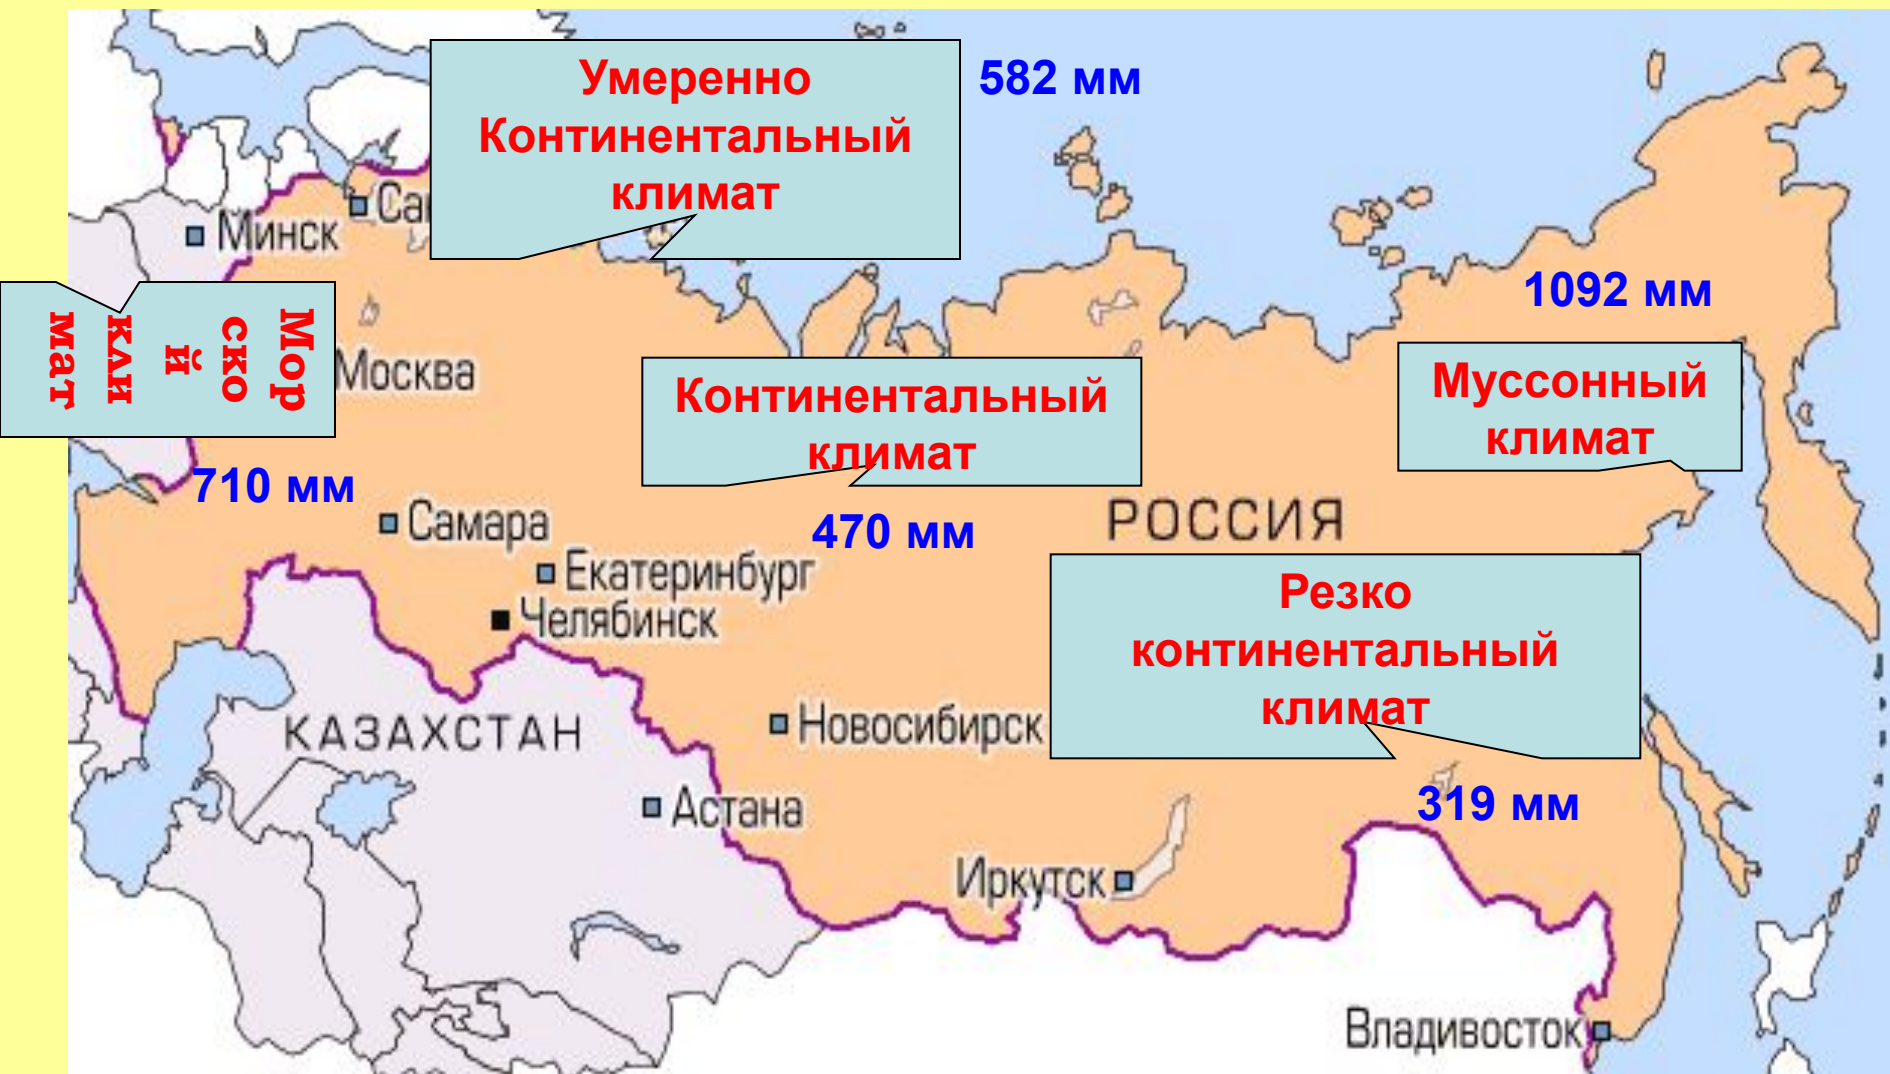 Умеренно
Континентальный
климат
582 мм
Са
Минск
1092 мм
Мор
ско
й
кли
мат
Москва
Континентальный
климат
Муссонный
климат
710 мм
Самара
470 мм
РОССИЯ
Екатеринбург
Челябинск
Резко
континентальный
климат
КАЗАХСТАН
Новосибирск
Астана
319 мм
Иркутск
Владивосток